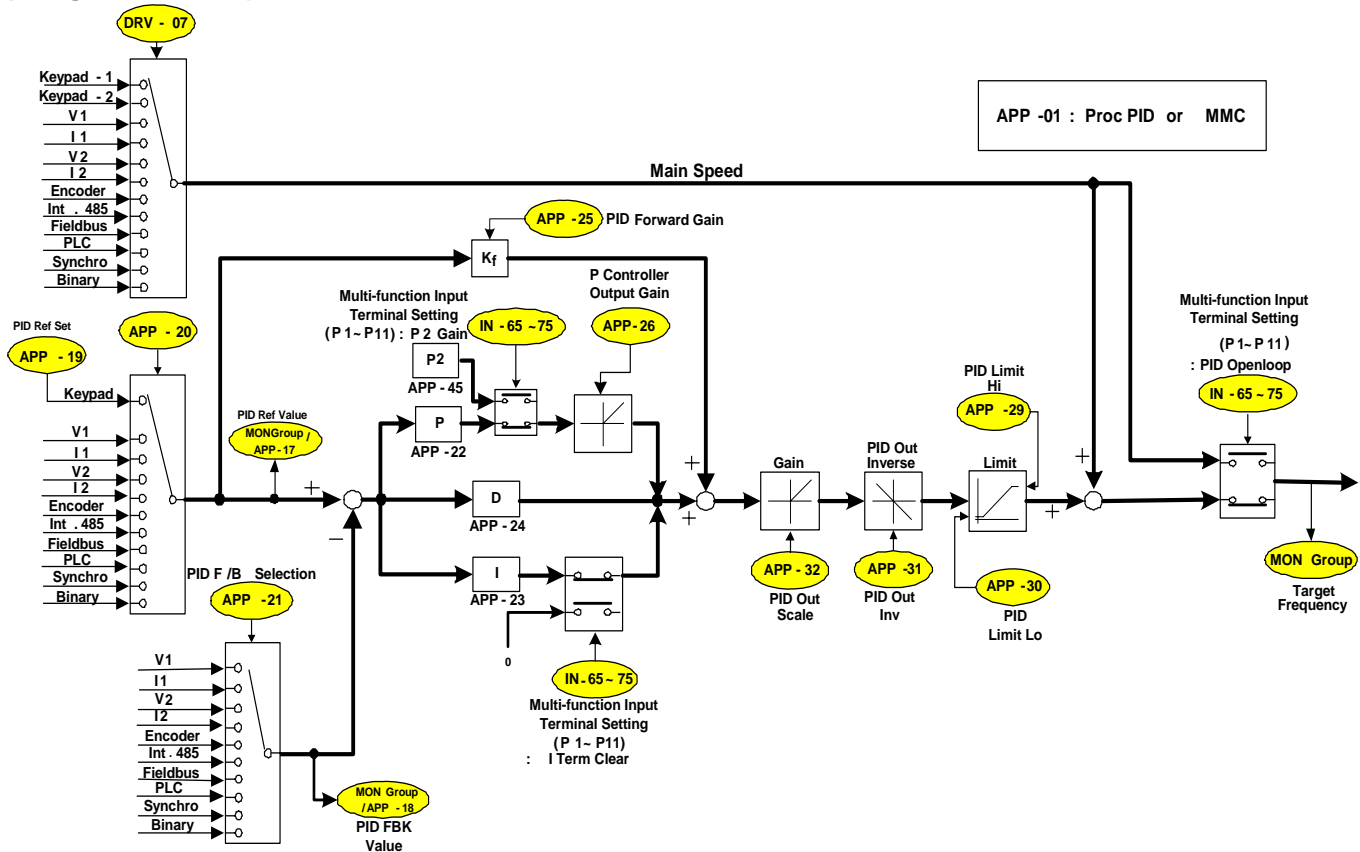 DRV - 07
Keypad - 1
Keypad - 2
V1
I1
V2
I2
Encoder
Int . 485
Fieldbus
PLC
Synchro
Binary
APP -01 : Proc PID or MMC
Main Speed
APP -25 PID Forward Gain
Kf
P Controller
Output Gain
APP-26
Multi-function Input
Terminal Setting
(P 1~ P11) : P 2 Gain
IN - 65 ~75
P2
APP - 45
P
APP -22
D
APP - 24
I
APP - 23
0
IN- 65 ~ 75
Multi-function Input
Terminal Setting
(P 1~ P11)
: I Term Clear
PID Ref Set
APP - 19
APP - 20
Keypad
V1
I1
V2
I2
Encoder
Int . 485
Fieldbus
PLC
Synchro
Binary
PID Ref Value
MONGroup /
APP-17
+
−
PID F /B Selection
APP -21
V1
I1
V2
I2
Encoder
Int . 485
Fieldbus
PLC
Synchro
Binary
MON Group
/APP - 18
PID FBK
Value
+
+
Gain
APP - 32
PID Out
Scale
PID Out
Inverse
APP - 31
PID Out
Inv
PID Limit
Hi
APP -29
Limit
APP -30
PID
Limit Lo
+
+
Multi-function Input
Terminal Setting
(P 1~ P 11)
: PID Openloop
IN - 65 ~ 75
MON Group
Target
Frequency